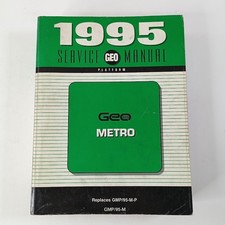 1995
SERVICE GEO MANUAL
PLATFORM
Geo
METRO
Replaces GMP/95-M-P
GMP/95-M